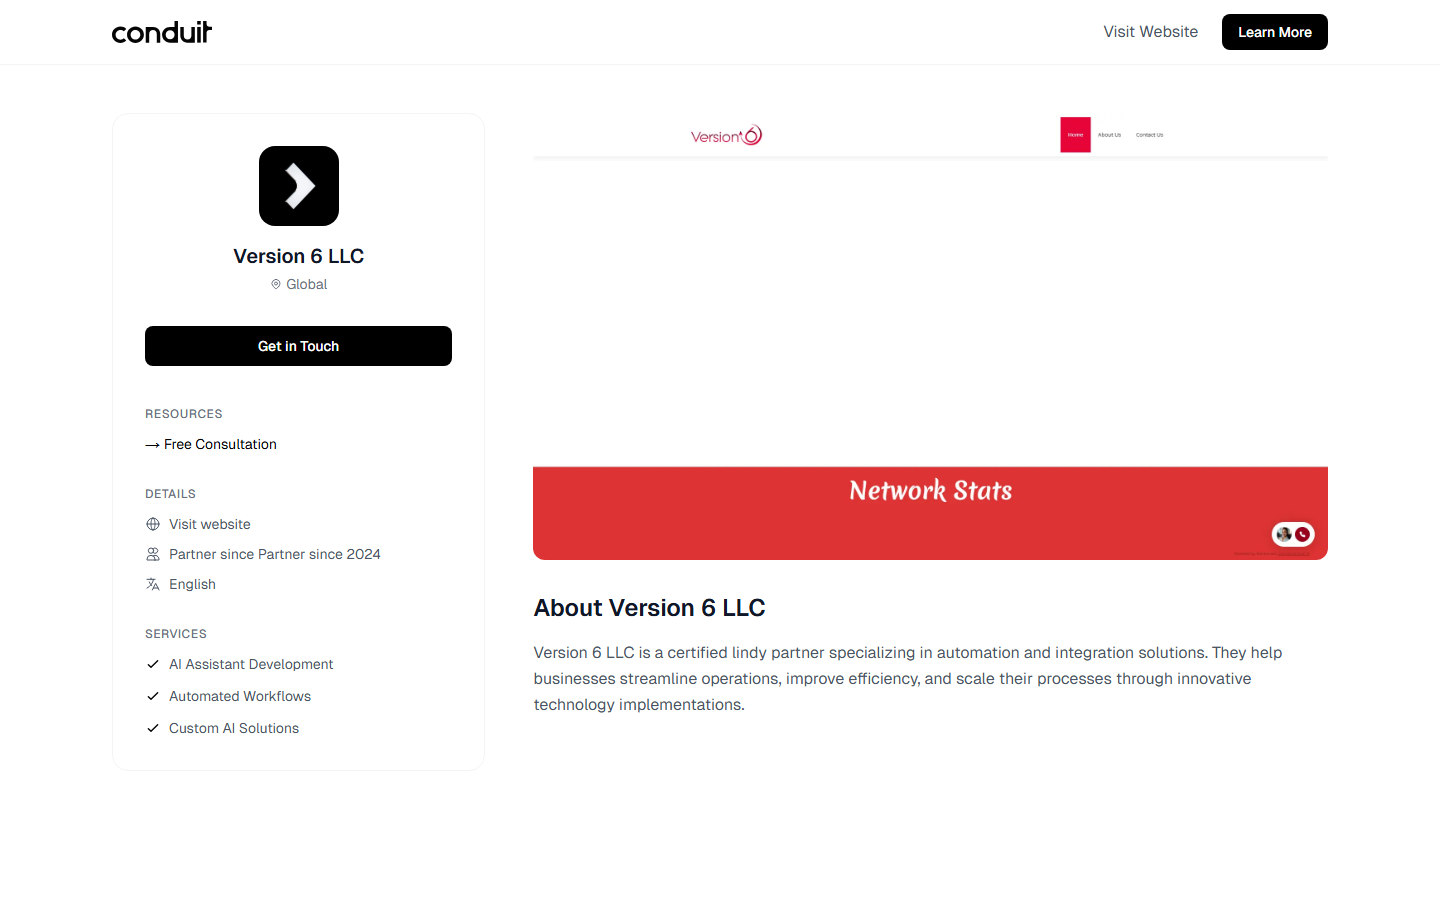 conduit
Visit Website
Learn More
Version 6 LLC
Global
Get in Touch
RESOURCES
→ Free Consultation
DETAILS
Visit website
Partner since Partner since 2024
English
SERVICES
AI Assistant Development
Automated Workflows
Custom AI Solutions
Version 6
Home
About Us
Contact Us
Network Stats
About Version 6 LLC
Version 6 LLC is a certified lindy partner specializing in automation and integration solutions. They help
businesses streamline operations, improve efficiency, and scale their processes through innovative
technology implementations.